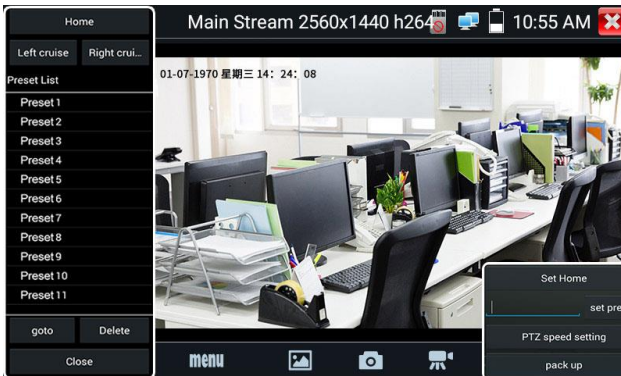 Home
Main Stream 2560x1440 h264
10:55 AM
Left cruise
Right crui...
Preset List
01-07-1970 星期三 14：24：08
Preset 1
Preset 2
Preset 3
Preset 4
Preset 5
Preset 6
Preset 7
Preset 8
Preset 9
Preset 10
Preset 11
Set Home
set pre
PTZ speed setting
goto
Delete
Close
menu
pack up